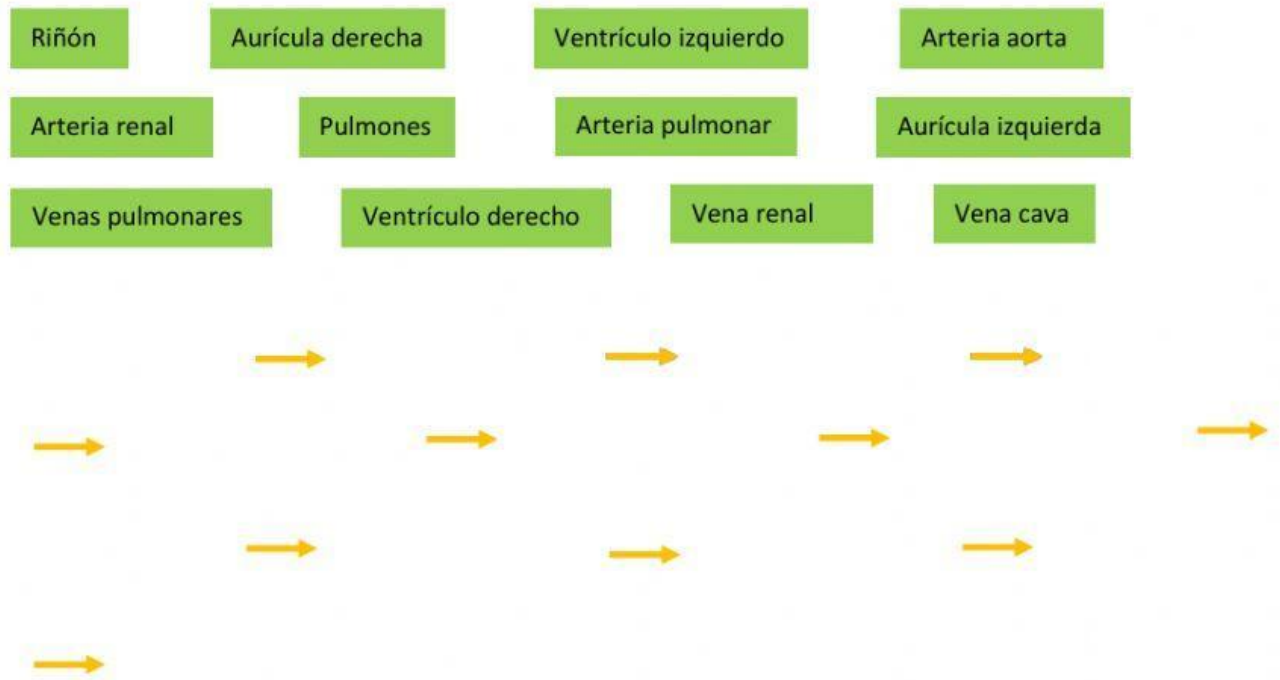 Riñón Aurícula derecha Ventrículo izquierdo Arteria aorta
Arteria renal Pulmones Arteria pulmonar Aurícula izquierda
Venas pulmonares Ventrículo derecho Vena renal Vena cava